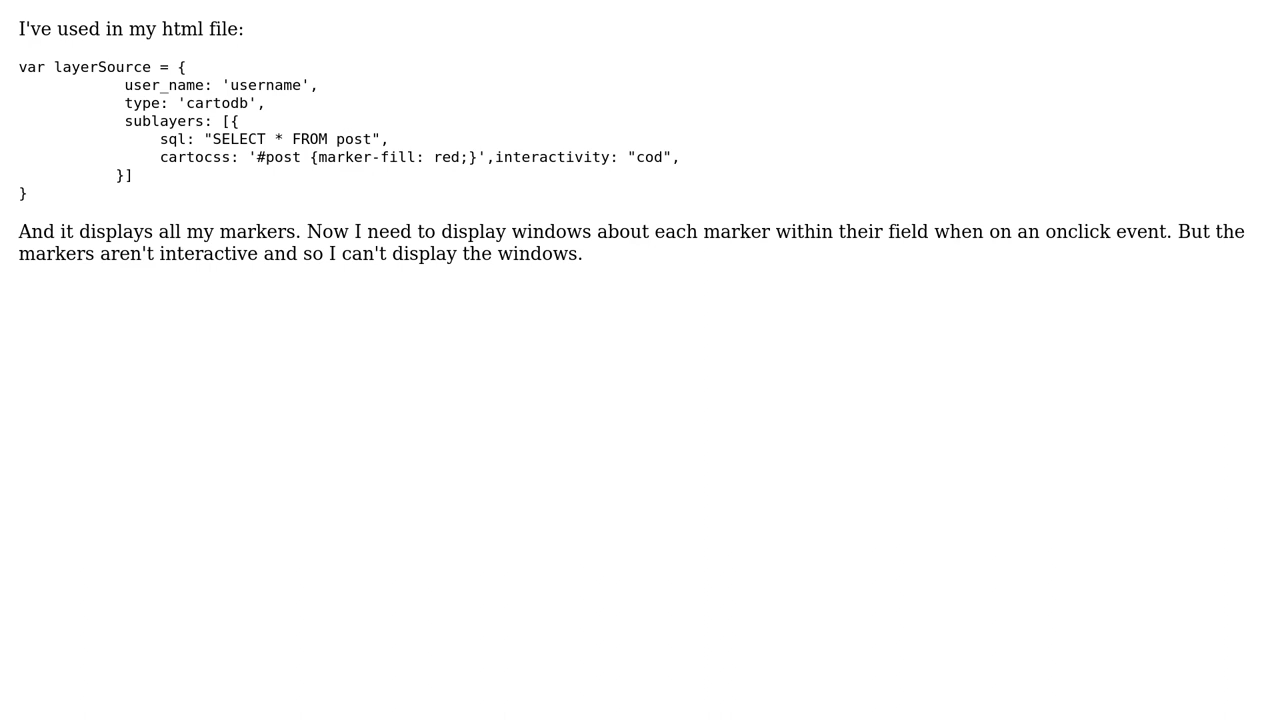 I've used in my html file:
var layerSource = {
            user_name: 'username',
            type: 'cartodb',
            sublayers: [{
                sql: "SELECT * FROM post",
                cartocss: '#post {marker-fill: red;}',interactivity: "cod",
           }]
}
And it displays all my markers. Now I need to display windows about each marker within their field when on an onclick event. But the
markers aren't interactive and so I can't display the windows.